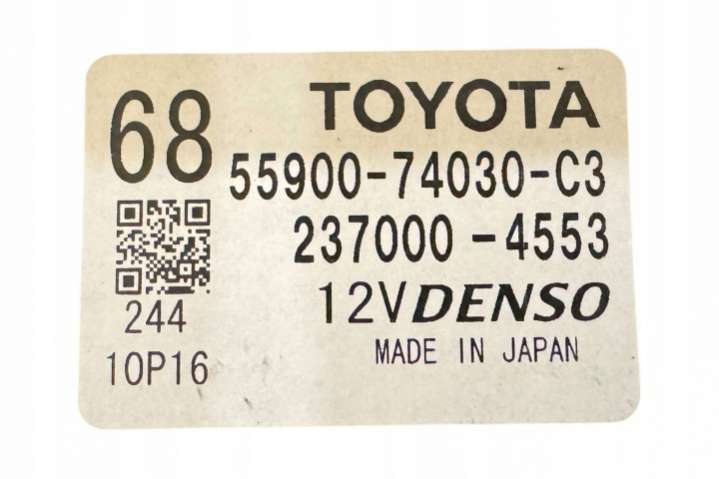 68
TOYOTA
55900-74030-C3
237000-4553
12V DENSO
244
10P16
MADE IN JAPAN